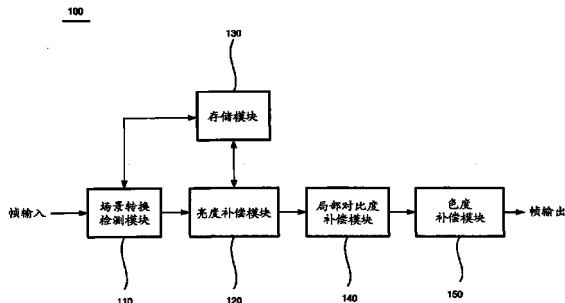 100
130
存储模块
帧输入
场景转换
检测模块
亮度补偿模块
局部对比度
补偿模块
色度
补偿模块
帧输出
110
120
140
150